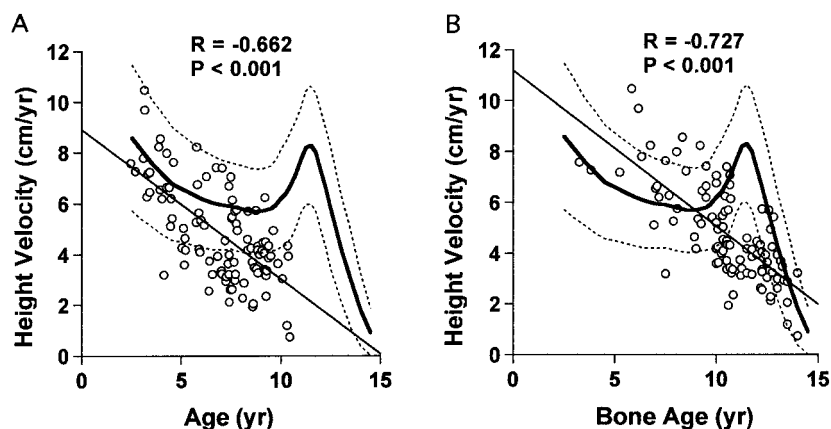 A
R = -0.662
P < 0.001
Height Velocity (cm/yr)
12
10
8
6
4
2
0
0 5 10 15
Age (yr)
B
R = -0.727
P < 0.001
Height Velocity (cm/yr)
12
10
8
6
4
2
0
0 5 10 15
Bone Age (yr)